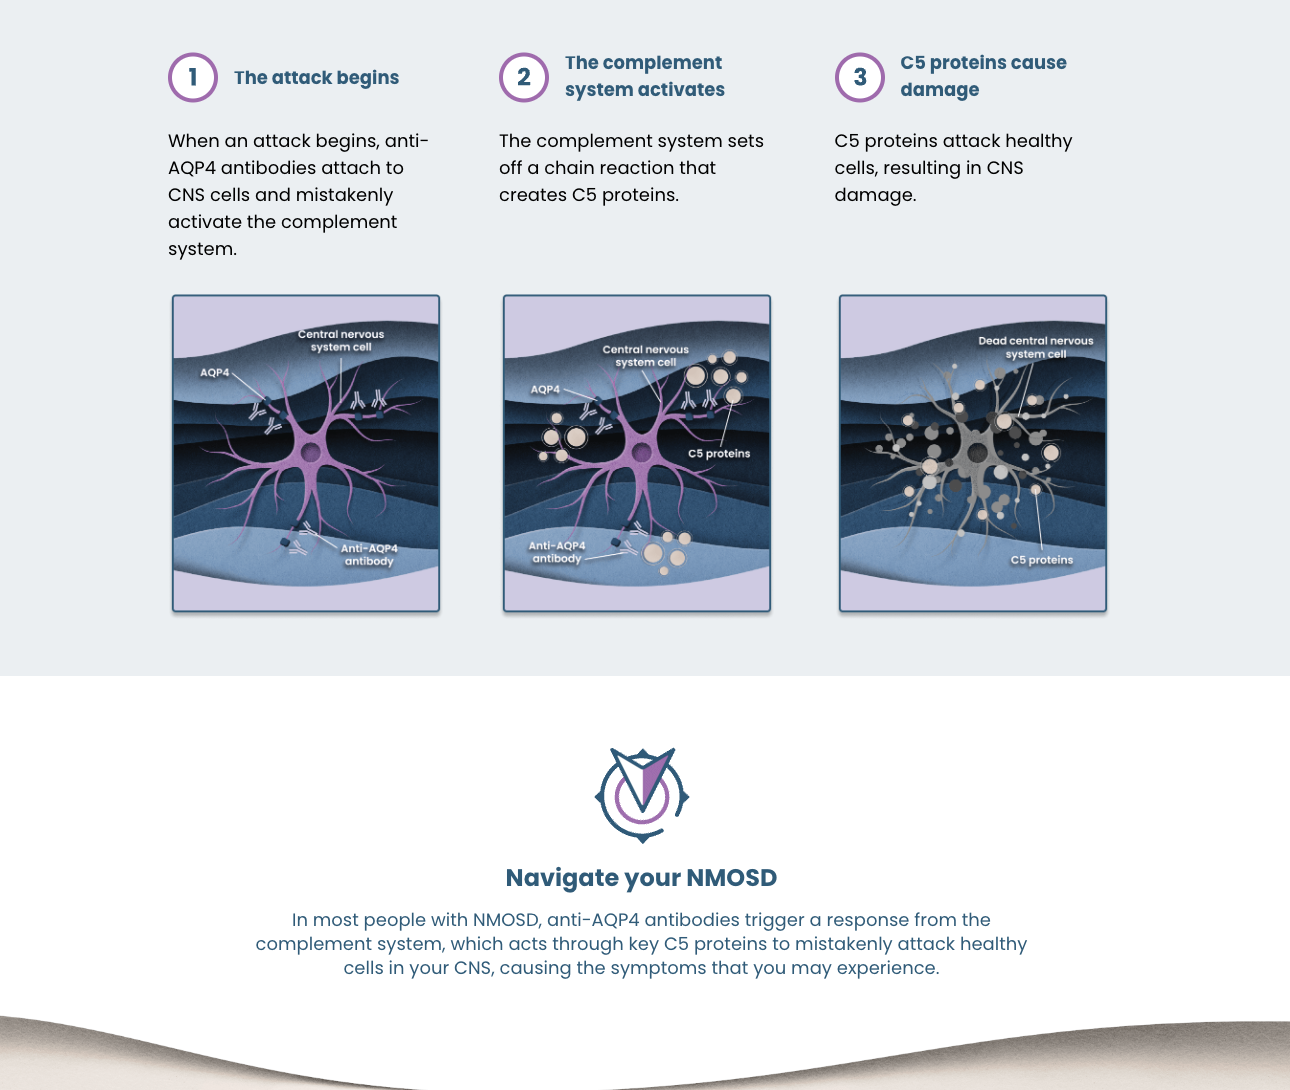 1
The attack begins
When an attack begins, anti-
AQP4 antibodies attach to
CNS cells and mistakenly
activate the complement
system.
Central nervous
system cell
AQP4
Anti-AQP4
antibody
2
The complement
system activates
The complement system sets
off a chain reaction that
creates C5 proteins.
Central nervous
system cell
AQP4
C5 proteins
Anti-AQP4
antibody
3
C5 proteins cause
damage
C5 proteins attack healthy
cells, resulting in CNS
damage.
Dead central nervous
system cell
C5 proteins
Navigate your NMOSD
In most people with NMOSD, anti-AQP4 antibodies trigger a response from the
complement system, which acts through key C5 proteins to mistakenly attack healthy
cells in your CNS, causing the symptoms that you may experience.